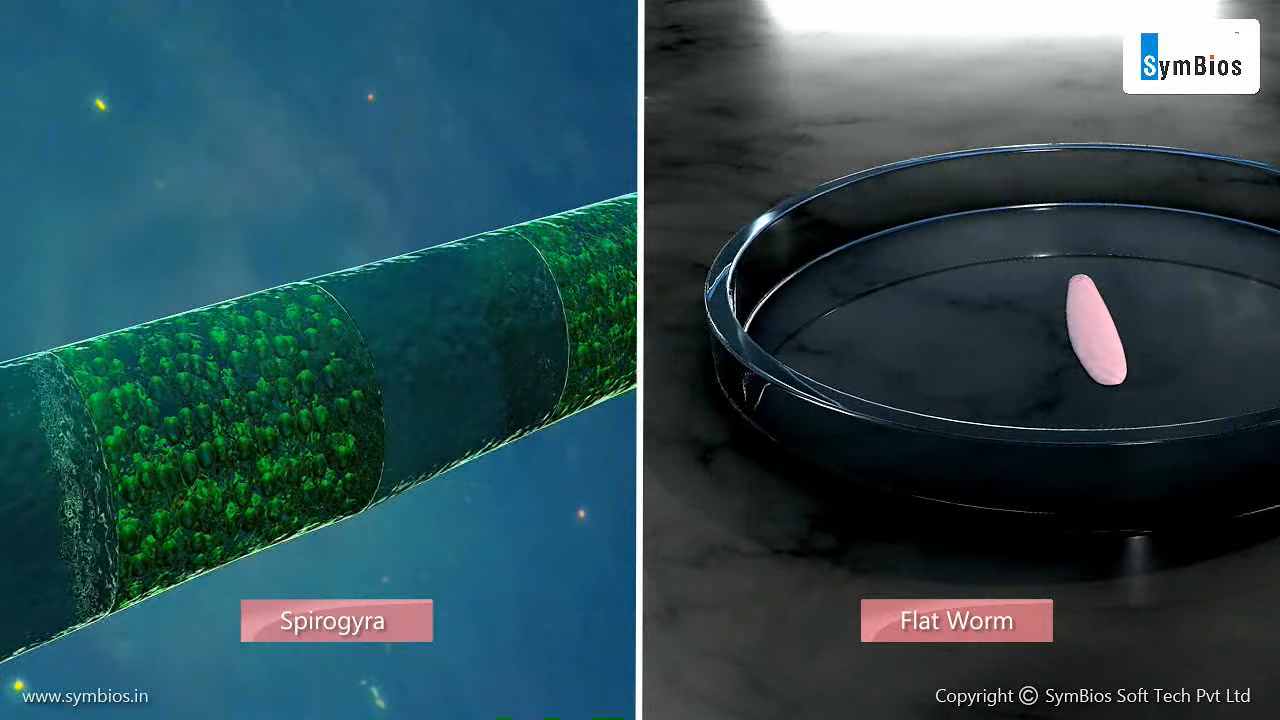 SymBios
Spirogyra
Flat Worm
www.symbios.in
Copyright © SymBios Soft Tech Pvt Ltd